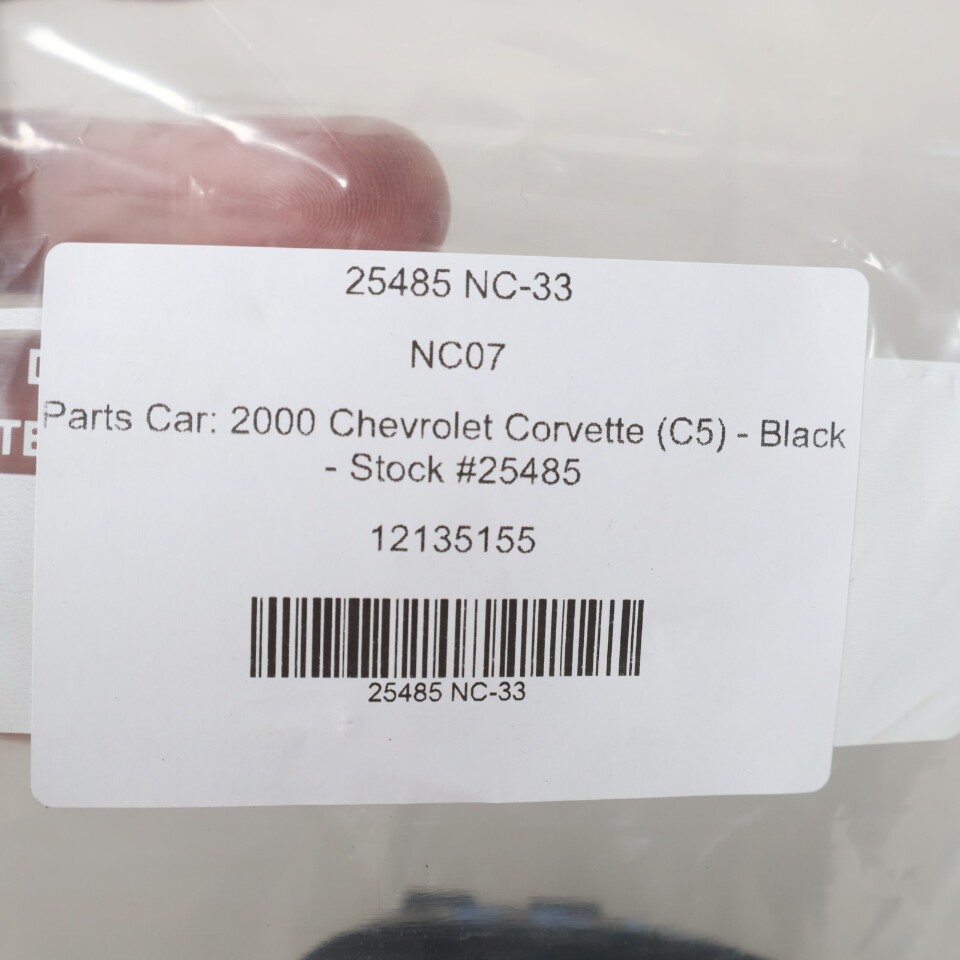 25485 NC-33
NC07
Parts Car: 2000 Chevrolet Corvette (C5) - Black
- Stock #25485
12135155
25485 NC-33